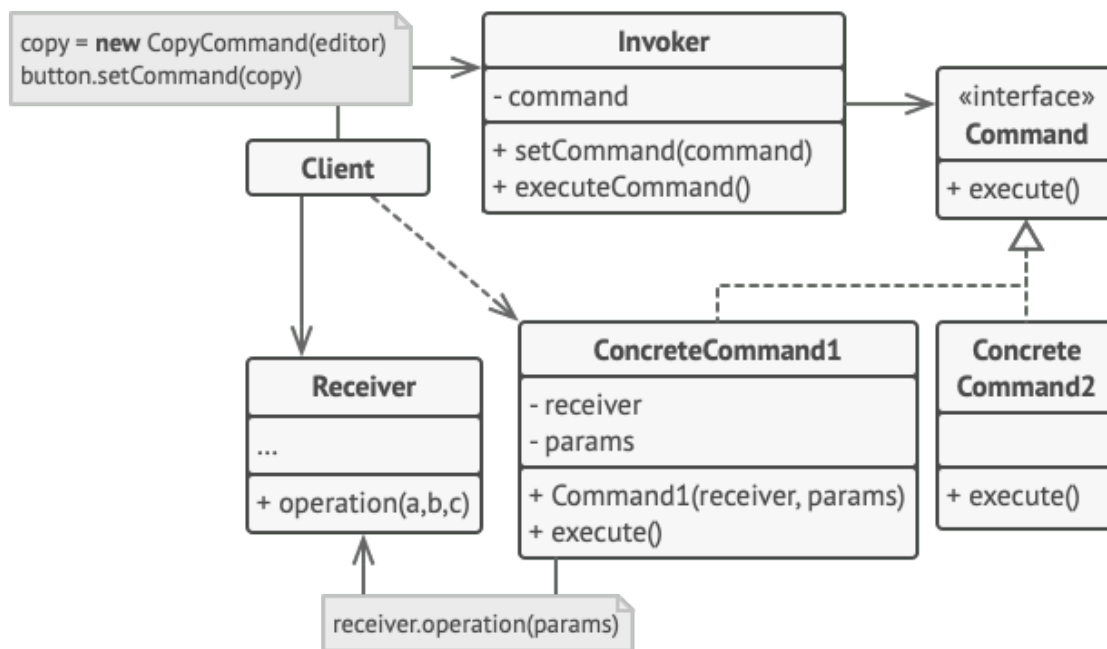 copy = new CopyCommand(editor)
button.setCommand(copy)
Client
Invoker
- command
+ setCommand(command)
+ executeCommand()
«interface»
Command
+ execute()
Receiver
...
+ operation(a,b,c)
ConcreteCommand1
- receiver
- params
+ Command1(receiver, params)
+ execute()
Concrete
Command2
+ execute()
receiver.operation(params)